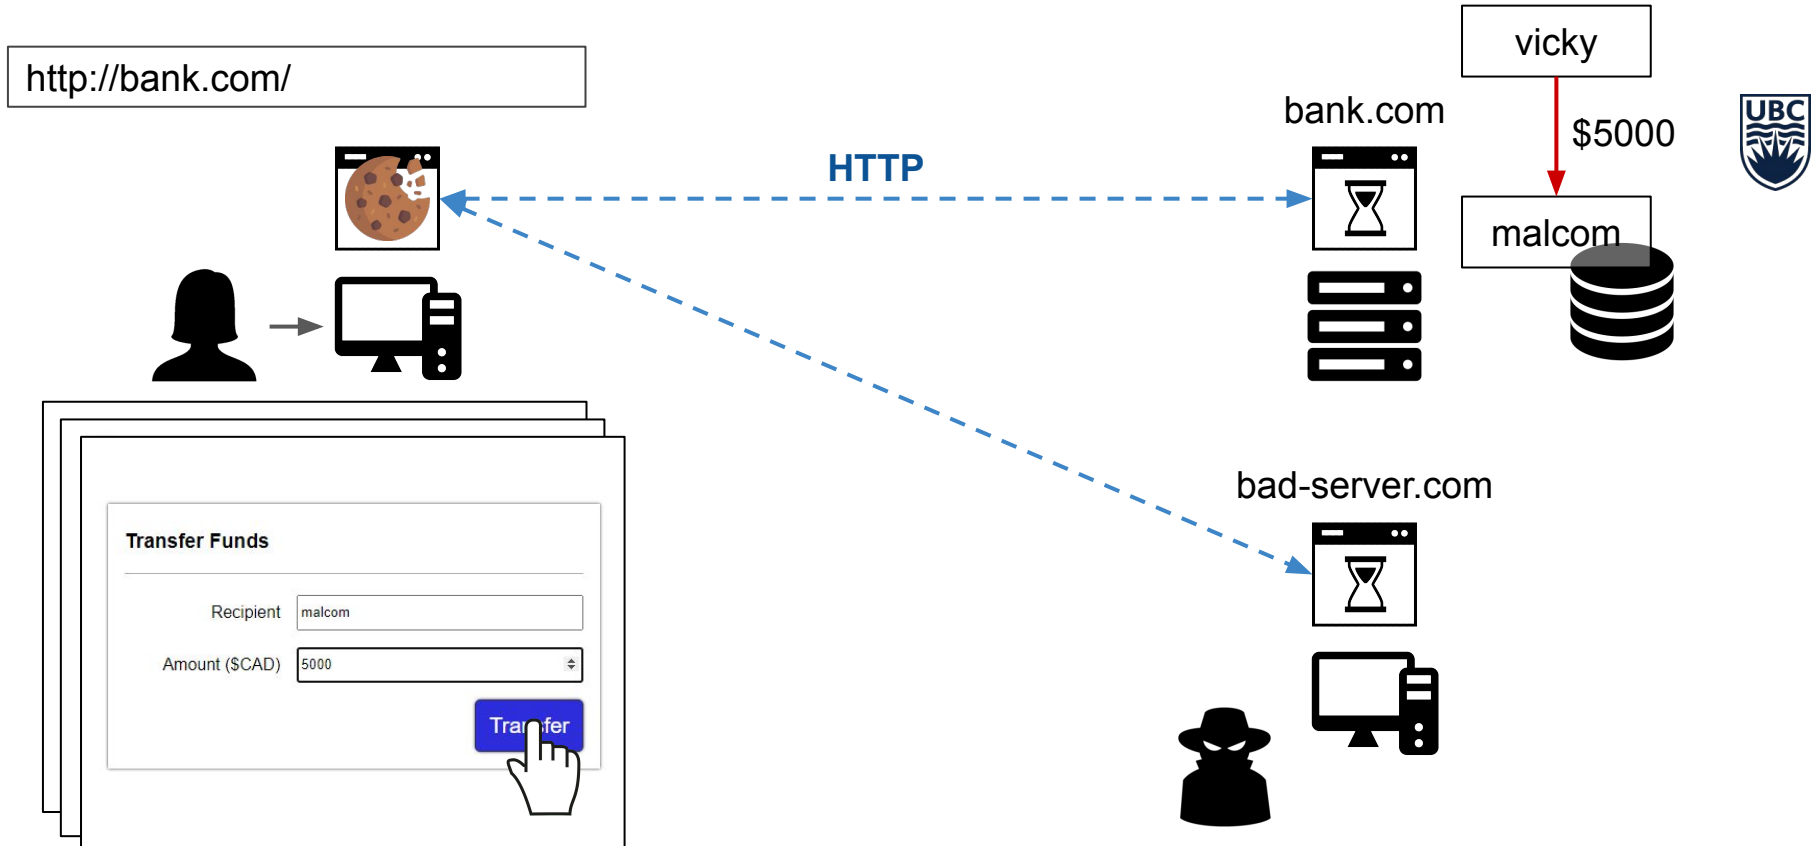 http://bank.com/
HTTP
bank.com
vicky
$5000
malcom
UBC
bad-server.com
Transfer Funds
Recipient
malcom
Amount ($CAD)
5000
Transfer